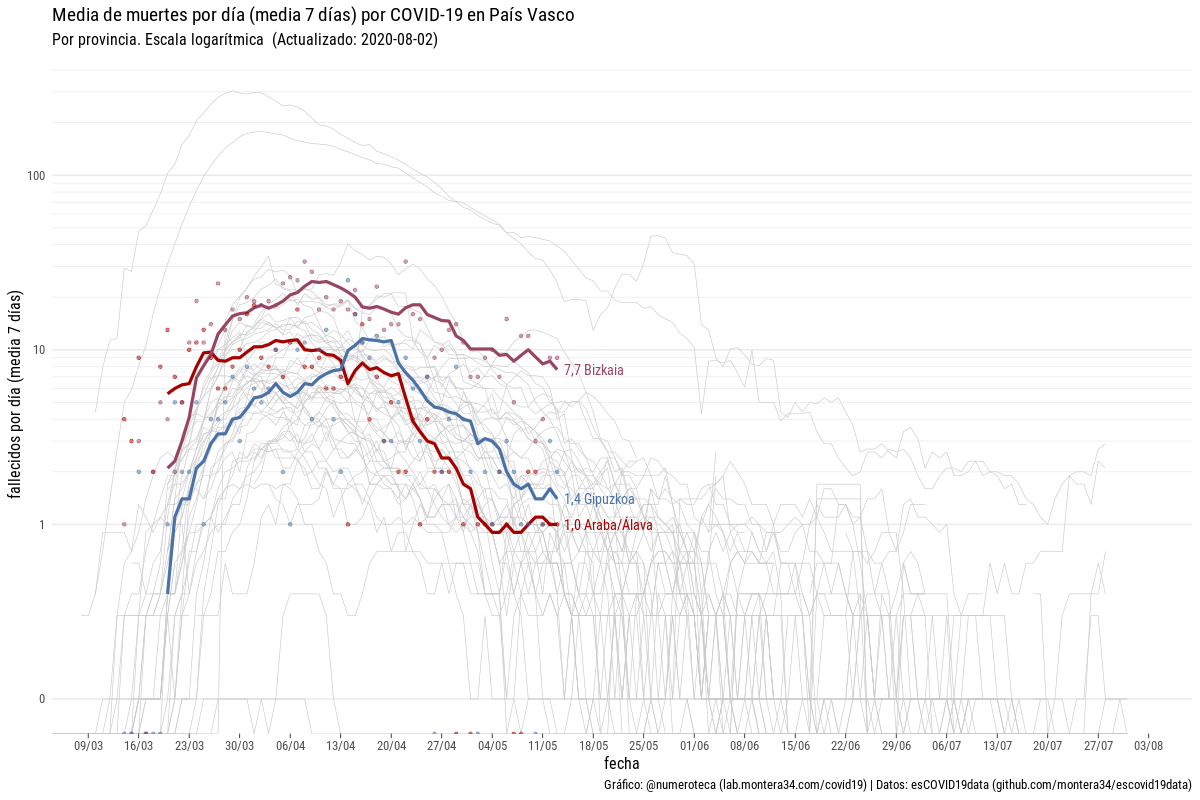 Media de muertes por día (media 7 días) por COVID-19 en País Vasco
Por provincia. Escala logarítmica (Actualizado: 2020-08-02)
fallecidos por día (media 7 días)
100
10
1
0
7,7 Bizkaia
1,4 Gipuzkoa
1,0 Araba/Álava
09/03 16/03 23/03 30/03 06/04 13/04 20/04 27/04 04/05 11/05 18/05 25/05 01/06 08/06 15/06 22/06 29/06 06/07 13/07 20/07 27/07 03/08
fecha
Gráfico: @numeroteca (lab.montera34.com/covid19) | Datos: esCOVID19data (github.com/montera34/escovid19data)